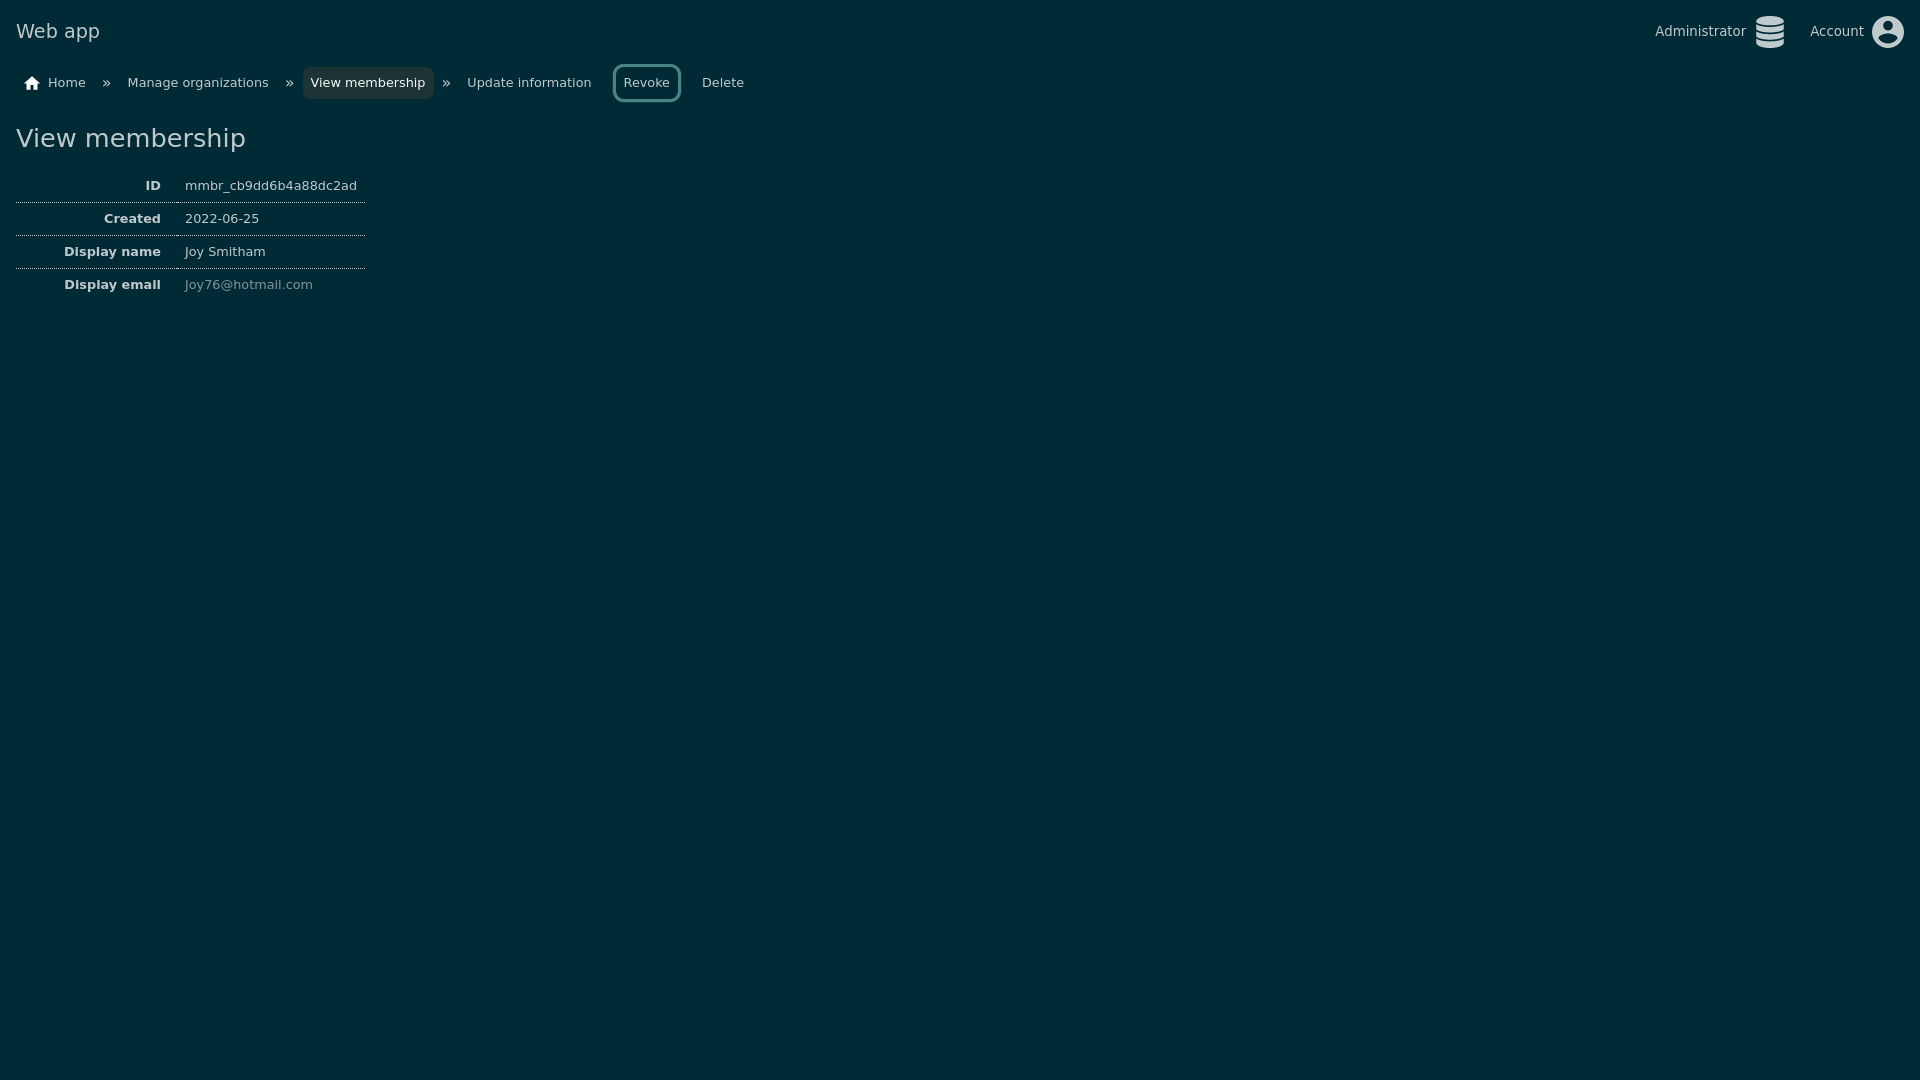 Web app
Administrator
Account
Home » Manage organizations » View membership » Update information Revoke Delete
View membership
ID mmbr_cb9dd6b4a88dc2ad
Created 2022-06-25
Display name Joy Smitham
Display email Joy76@hotmail.com